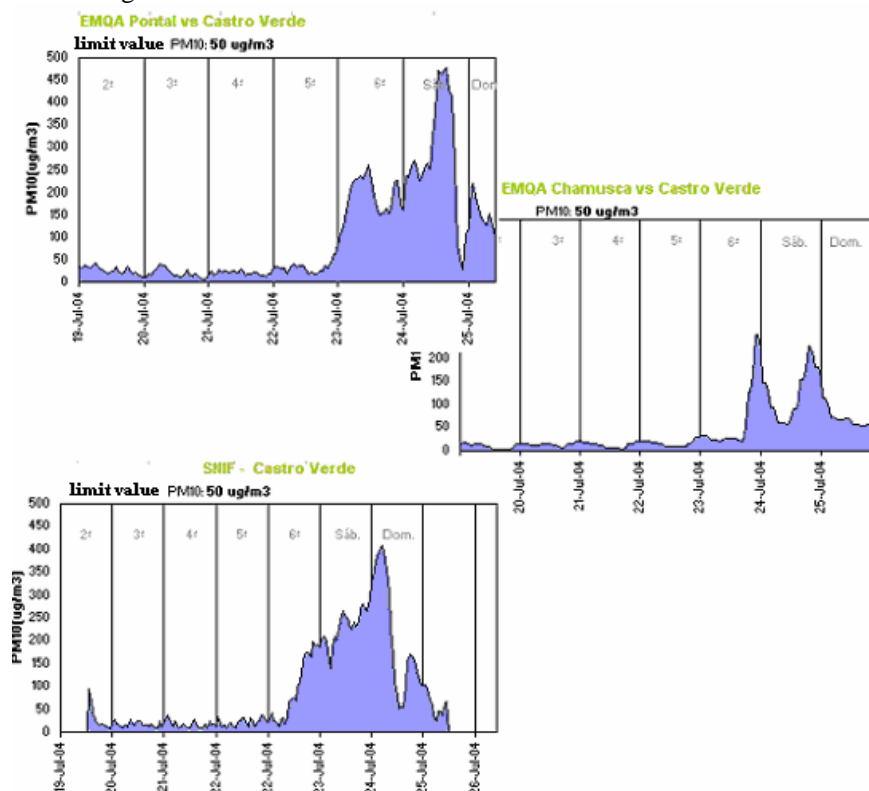 EMQA Pontal vs Castro Verde
limit value PM10: 50 ug/m3
500
450
400
350
300
250
200
150
100
50
0
PM10[ug/m3]
2ª 3ª 4ª 5ª 6ª Sáb. Dom
19-Jul-04 20-Jul-04 21-Jul-04 22-Jul-04 23-Jul-04 24-Jul-04 25-Jul-04
EMQA Chamusca vs Castro Verde
PM10: 50 ug/m3
3ª 4ª 5ª 6ª Sáb. Dom.
PM1
200
150
100
50
0
20-Jul-04 21-Jul-04 22-Jul-04 23-Jul-04 24-Jul-04 25-Jul-04
SNIF - Castro Verde
limit value PM10: 50 ug/m3
500
450
400
350
300
250
200
150
100
50
0
PM10[ug/m3]
2ª 3ª 4ª 5ª 6ª Sáb. Dom.
19-Jul-04 20-Jul-04 21-Jul-04 22-Jul-04 22-Jul-04 23-Jul-04 24-Jul-04 25-Jul-04 26-Jul-04